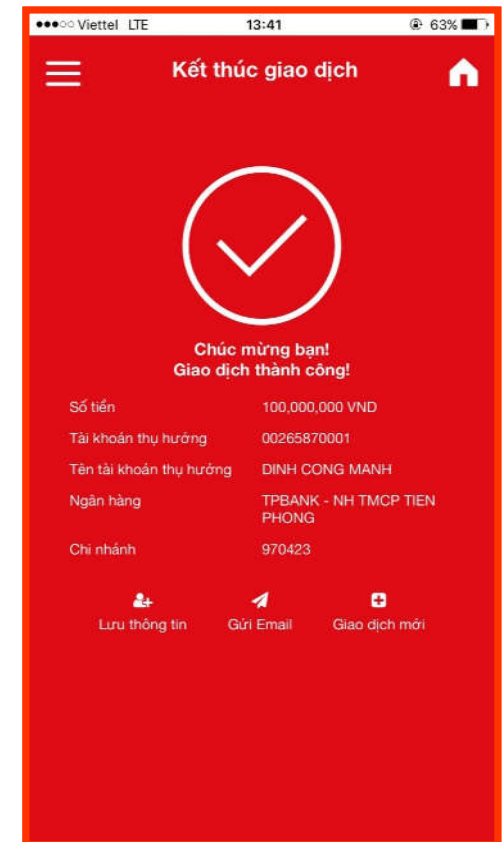 Viettel LTE 13:41 63%
Kết thúc giao dịch
Chúc mừng bạn!
Giao dịch thành công!
Số tiền 100,000,000 VND
Tài khoản thụ hưởng 00265870001
Tên tài khoản thụ hưởng DINH CONG MANH
Ngân hàng TPBANK - NH TMCP TIEN
PHONG
Chi nhánh 970423
Lưu thông tin Gửi Email Giao dịch mới